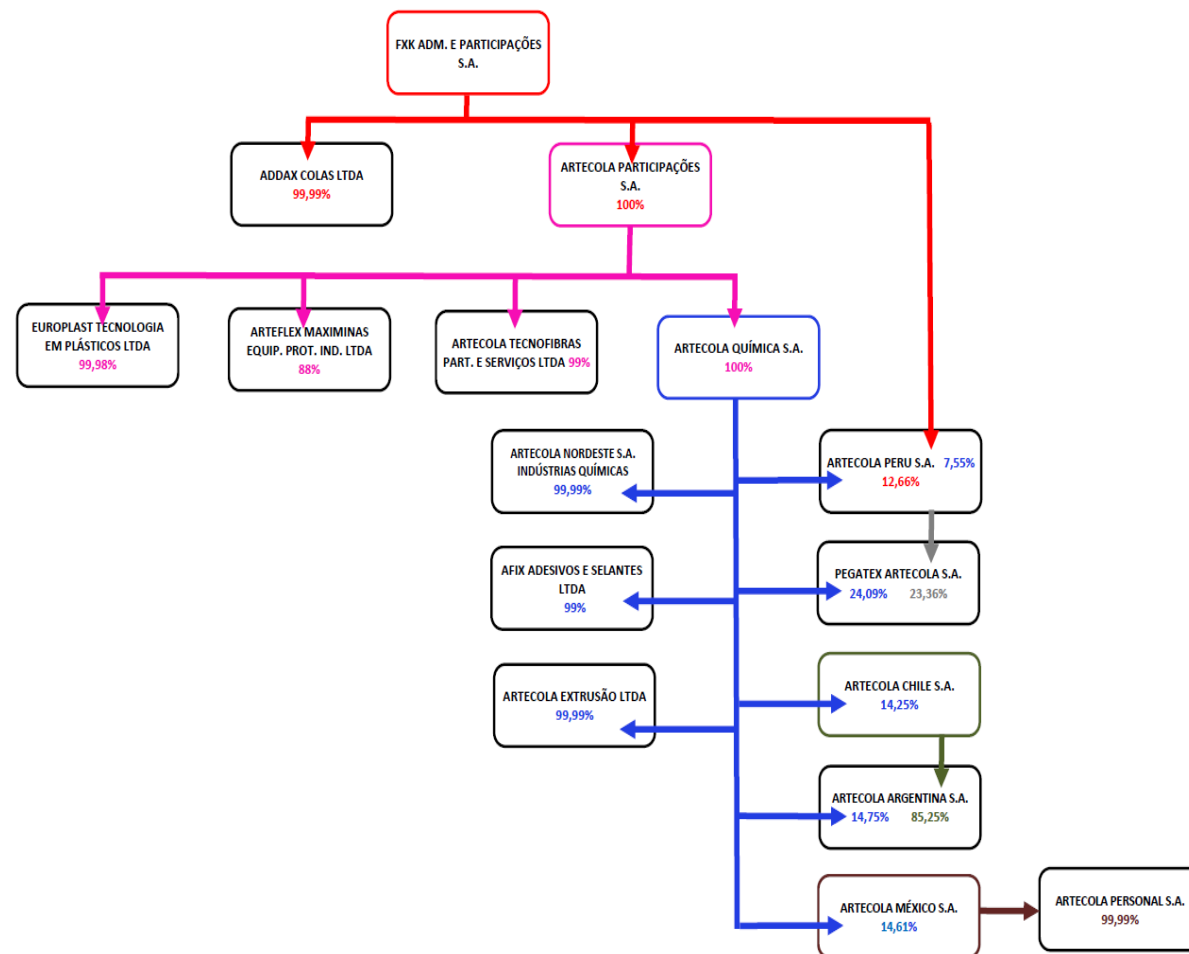 FXK ADM. E PARTICIPAÇÕES
S.A.
ADDAX COLAS LTDA
99,99%
ARTECOLA PARTICIPAÇÕES
S.A.
100%
EUROPLAST TECNOLOGIA
EM PLÁSTICOS LTDA
99,98%
ARTEFLEX MAXIMINAS
EQUIP. PROT. IND. LTDA
88%
ARTECOLA TECNOFIBRAS
PART. E SERVIÇOS LTDA 99%
ARTECOLA QUÍMICA S.A.
100%
ARTECOLA NORDESTE S.A.
INDÚSTRIAS QUÍMICAS
99,99%
ARTECOLA PERU S.A. 7,55%
12,66%
AFIX ADESIVOS E SELANTES
LTDA
99%
PEGATEX ARTECOLA S.A.
24,09% 23,36%
ARTECOLA EXTRUSÃO LTDA
99,99%
ARTECOLA CHILE S.A.
14,25%
ARTECOLA ARGENTINA S.A.
14,75% 85,25%
ARTECOLA MÉXICO S.A.
14,61%
ARTECOLA PERSONAL S.A.
99,99%